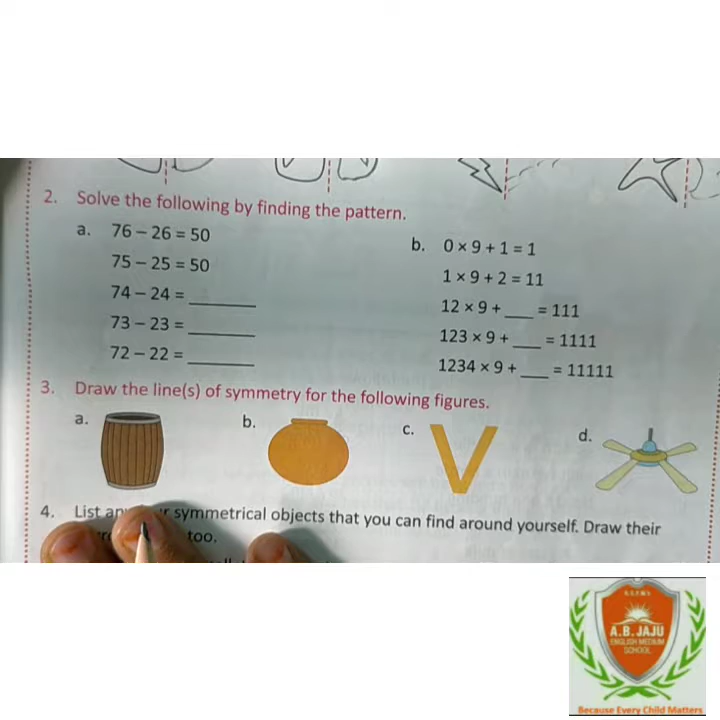 2. Solve the following by finding the pattern.
a. 76 – 26 = 50
75 – 25 = 50
74 – 24 = ____
73 – 23 = ____
72 – 22 = ____
b. 0 × 9 + 1 = 1
1 × 9 + 2 = 11
12 × 9 + ___ = 111
123 × 9 + ___ = 1111
1234 × 9 + ___ = 11111
3. Draw the line(s) of symmetry for the following figures.
a.
b.
c.
d.
4. List symmetrical objects that you can find around yourself. Draw their
too.
A.B. JAJU
ENGLISH MEDIUM
SCHOOL
Because Every Child Matters